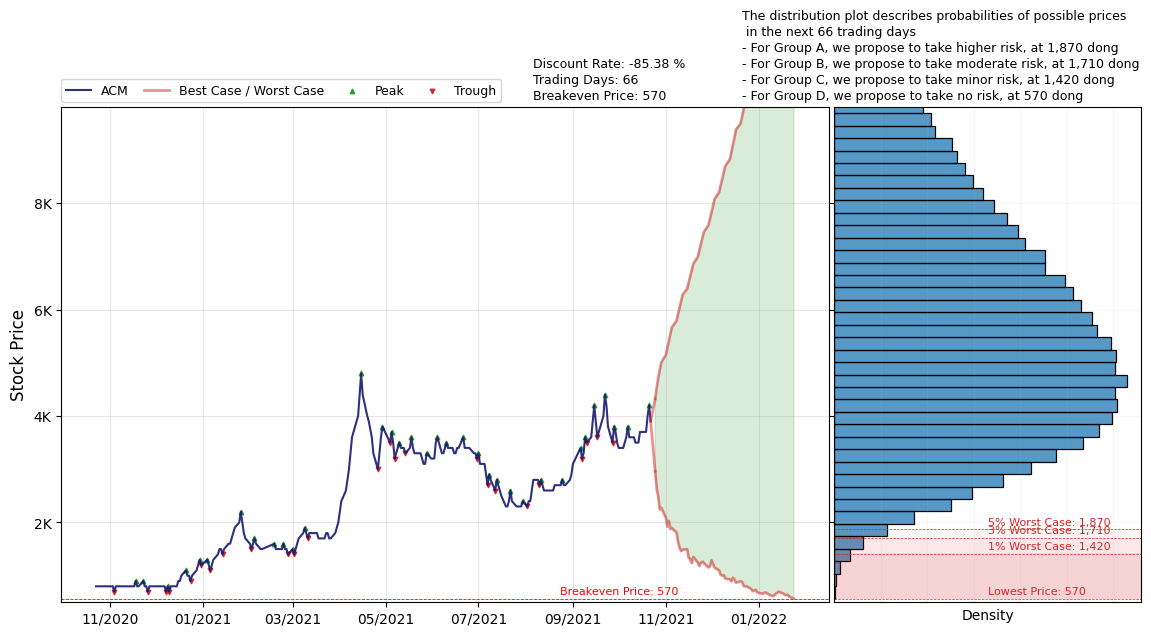 The distribution plot describes probabilities of possible prices
in the next 66 trading days
- For Group A, we propose to take higher risk, at 1,870 dong
- For Group B, we propose to take moderate risk, at 1,710 dong
- For Group C, we propose to take minor risk, at 1,420 dong
- For Group D, we propose to take no risk, at 570 dong
Discount Rate: -85.38 %
Trading Days: 66
Breakeven Price: 570
ACM
Best Case / Worst Case
Peak
Trough
Stock Price
8K
6K
4K
2K
Breakeven Price: 570
11/2020
01/2021
03/2021
05/2021
07/2021
09/2021
11/2021
01/2022
5% Worst Case: 1,870
3% Worst Case: 1,710
1% Worst Case: 1,420
Lowest Price: 570
Density